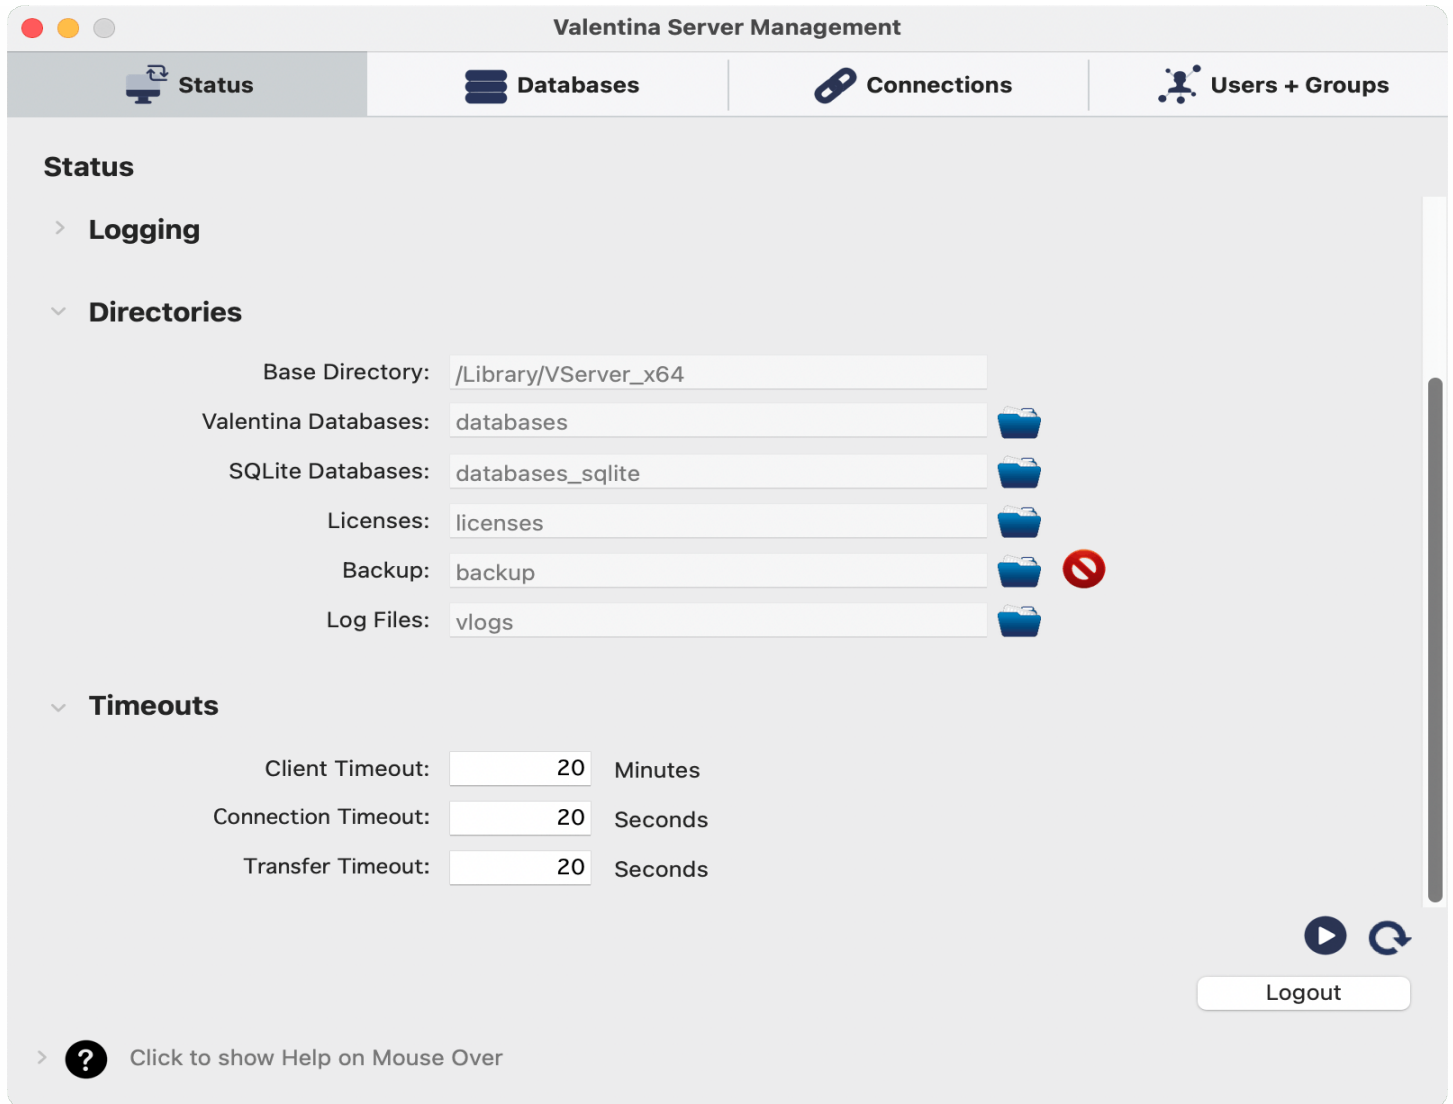 Valentina Server Management
Status
Databases
Connections
Users + Groups
Status
Logging
Directories
Base Directory: /Library/VServer_x64
Valentina Databases: databases
SQLite Databases: databases_sqlite
Licenses: licenses
Backup: backup
Log Files: vlogs
Timeouts
Client Timeout: 20 Minutes
Connection Timeout: 20 Seconds
Transfer Timeout: 20 Seconds
Logout
? Click to show Help on Mouse Over